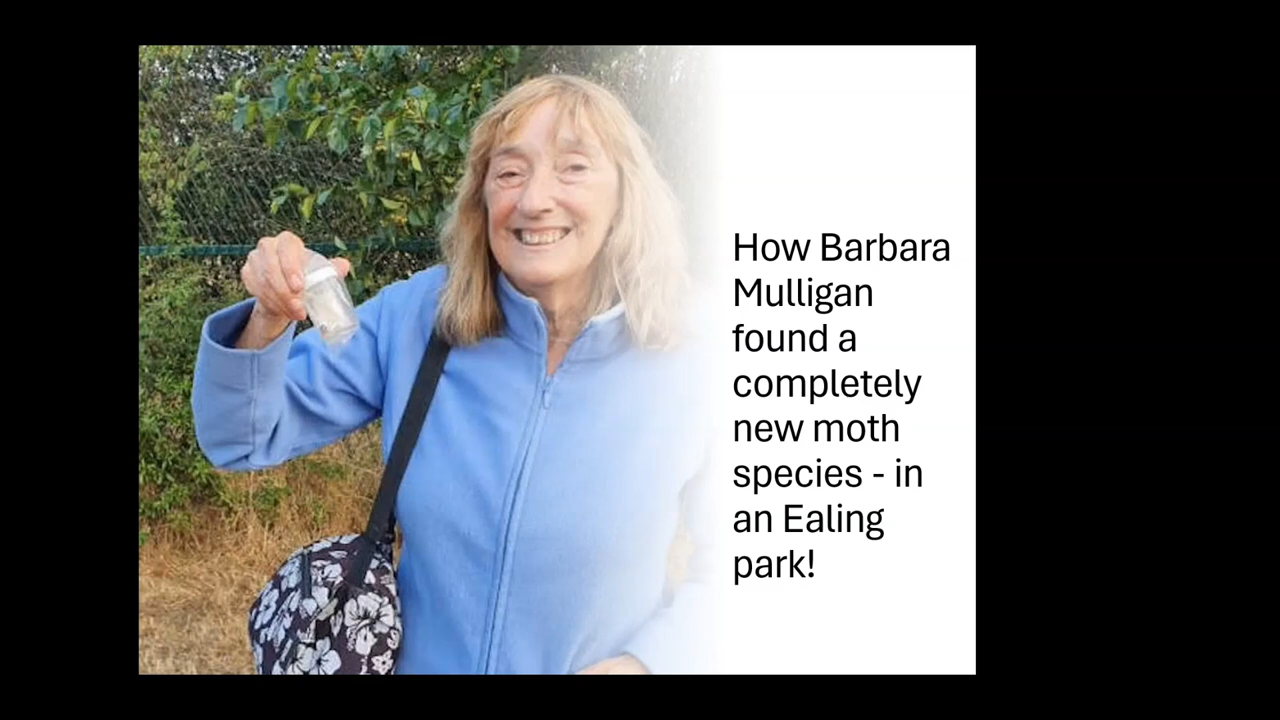 How Barbara
Mulligan
found a
completely
new moth
species - in
an Ealing
park!